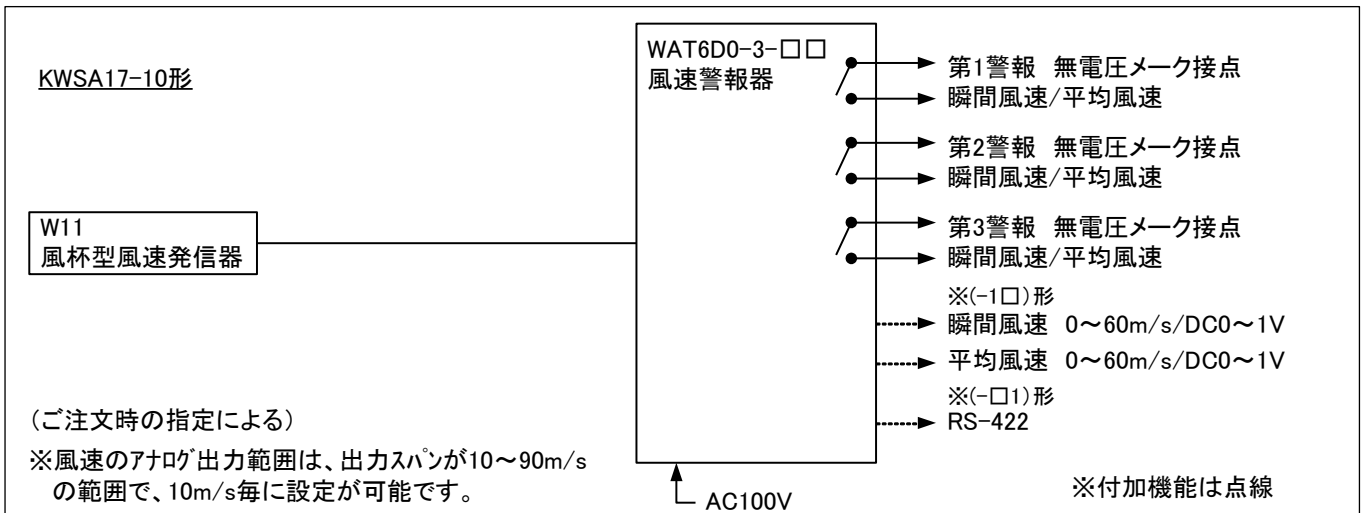 KWSA17-10形
WAT6D0-3-□□
風速警報器
第1警報 無電圧メーク接点
瞬間風速/平均風速
第2警報 無電圧メーク接点
瞬間風速/平均風速
第3警報 無電圧メーク接点
瞬間風速/平均風速
W11
風杯型風速発信器
※(-1□)形
瞬間風速 0～60m/s/DC0～1V
平均風速 0～60m/s/DC0～1V
※(-□1)形
RS-422
(ご注文時の指定による)
※風速のｱﾅﾛｸﾞ出力範囲は、出力ｽﾊﾟﾝが10～90m/s
の範囲で、10m/s毎に設定が可能です。
AC100V
※付加機能は点線